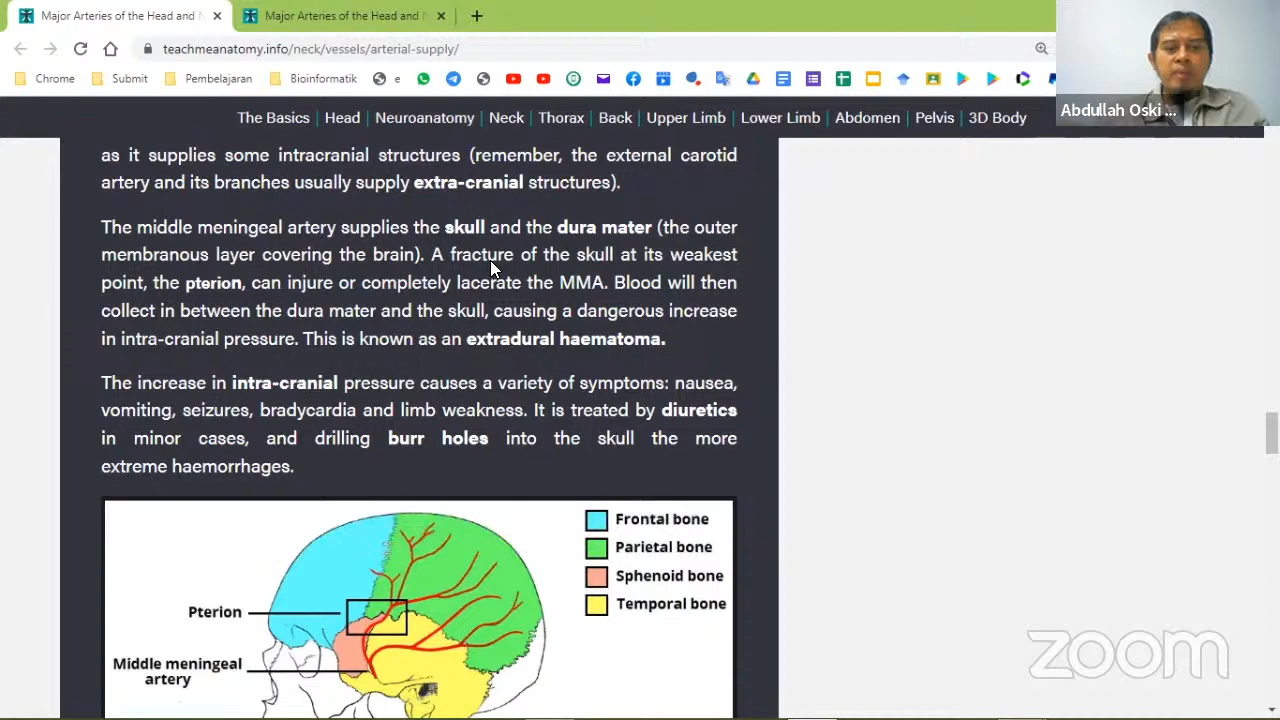 Major Arteries of the Head and N
Major Arteries of the Head and N
teachmeanatomy.info/neck/vessels/arterial-supply/
Chrome Submit Pembelajaran Bioinformatik e
Abdullah Oski ...
The Basics | Head | Neuroanatomy | Neck | Thorax | Back | Upper Limb | Lower Limb | Abdomen | Pelvis | 3D Body
as it supplies some intracranial structures (remember, the external carotid
artery and its branches usually supply extra-cranial structures).
The middle meningeal artery supplies the skull and the dura mater (the outer
membranous layer covering the brain). A fracture of the skull at its weakest
point, the pterion, can injure or completely lacerate the MMA. Blood will then
collect in between the dura mater and the skull, causing a dangerous increase
in intra-cranial pressure. This is known as an extradural haematoma.
The increase in intra-cranial pressure causes a variety of symptoms: nausea,
vomiting, seizures, bradycardia and limb weakness. It is treated by diuretics
in minor cases, and drilling burr holes into the skull the more
extreme haemorrhages.
Frontal bone
Parietal bone
Sphenoid bone
Temporal bone
Pterion
Middle meningeal
artery
zoom